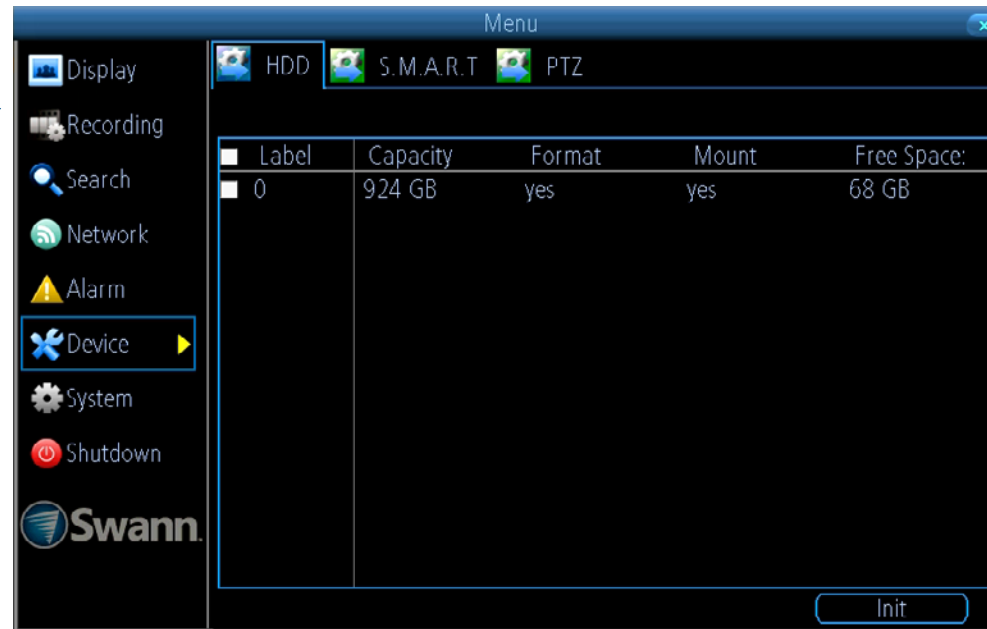 Menu
Display
Recording
Search
Network
Alarm
Device
System
Shutdown
Swann.
HDD S.M.A.R.T PTZ
Label Capacity Format Mount Free Space:
0 924 GB yes yes 68 GB
Init